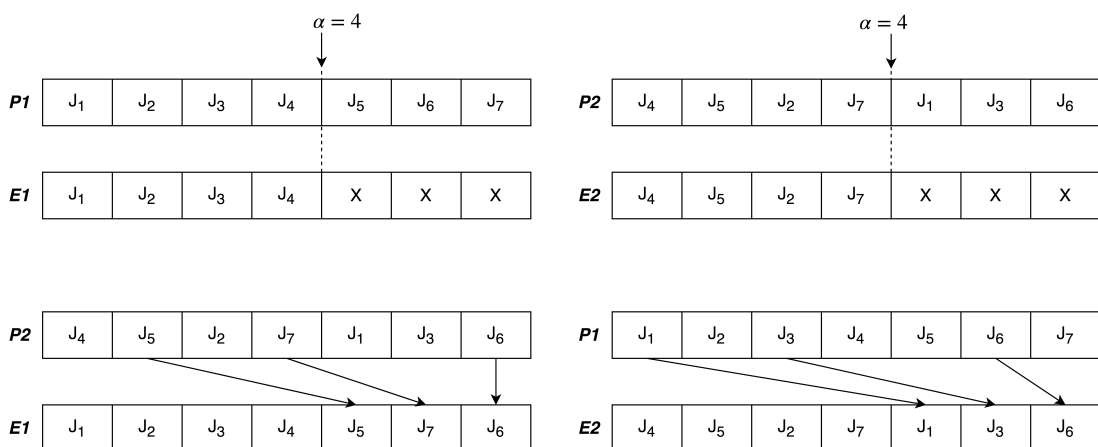 α = 4 α = 4
P1 J₁ J₂ J₃ J₄ J₅ J₆ J₇ P2 J₄ J₅ J₂ J₇ J₁ J₃ J₆
E1 J₁ J₂ J₃ J₄ X X X E2 J₄ J₅ J₂ J₇ X X X
P2 J₄ J₅ J₂ J₇ J₁ J₃ J₆ P1 J₁ J₂ J₃ J₄ J₅ J₆ J₇
E1 J₁ J₂ J₃ J₄ J₅ J₇ J₆ E2 J₄ J₅ J₂ J₇ J₁ J₃ J₆